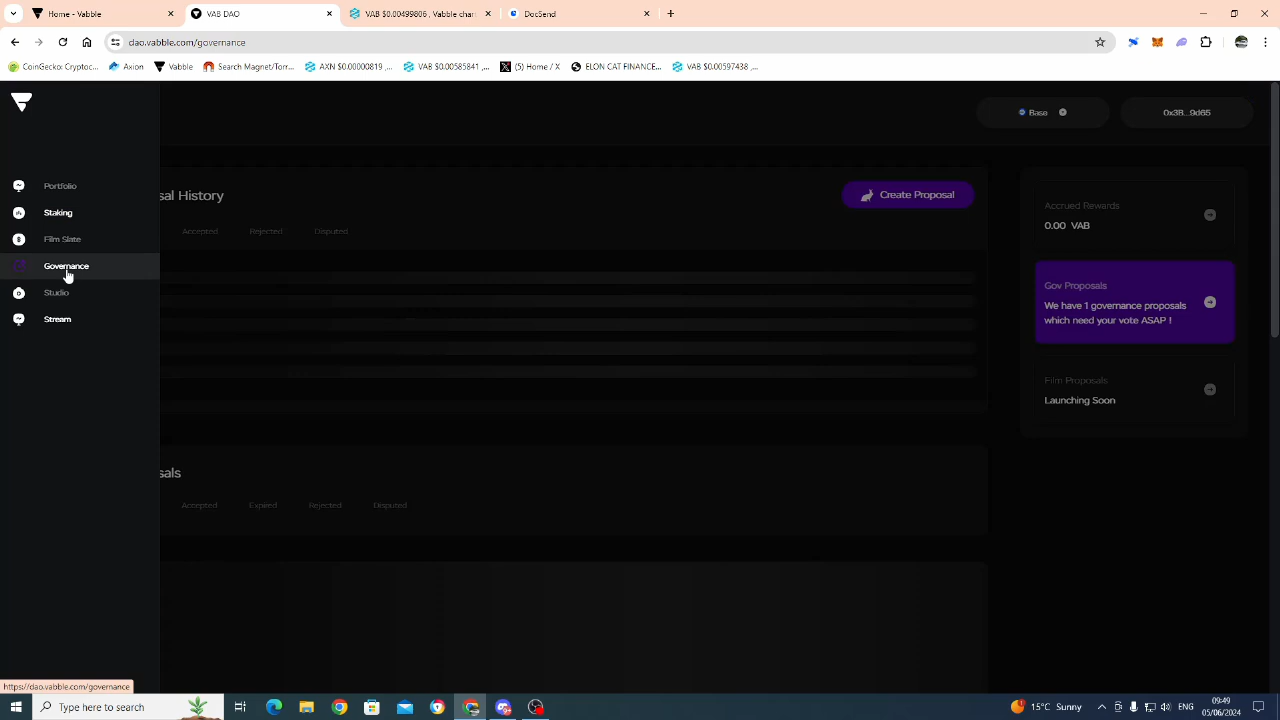 Vabble - Home
VAB DAO
VAB $0.00499806 , Vabble char
DocSend
dao.vabble.com/governance
CoinGecko Cryptoc...
Axion
Vabble
Search Magnet/Torr...
AXN $0.00000819 ,...
VAB $0.00585841 ,...
(5) Home / X
ELON CAT FINANCE...
VAB $0.00597438 ,...
Base
0x3B...9d65
Portfolio
Staking
Film Slate
Governance
Studio
Stream
sal History
Create Proposal
Accepted
Rejected
Disputed
Accrued Rewards
0.00 VAB
Gov Proposals
We have 1 governance proposals
which need your vote ASAP !
Film Proposals
Launching Soon
sals
Accepted
Expired
Rejected
Disputed
https://dao.vabble.com/governance
Type here to search
15°C Sunny
ENG
09:49
05/06/2024